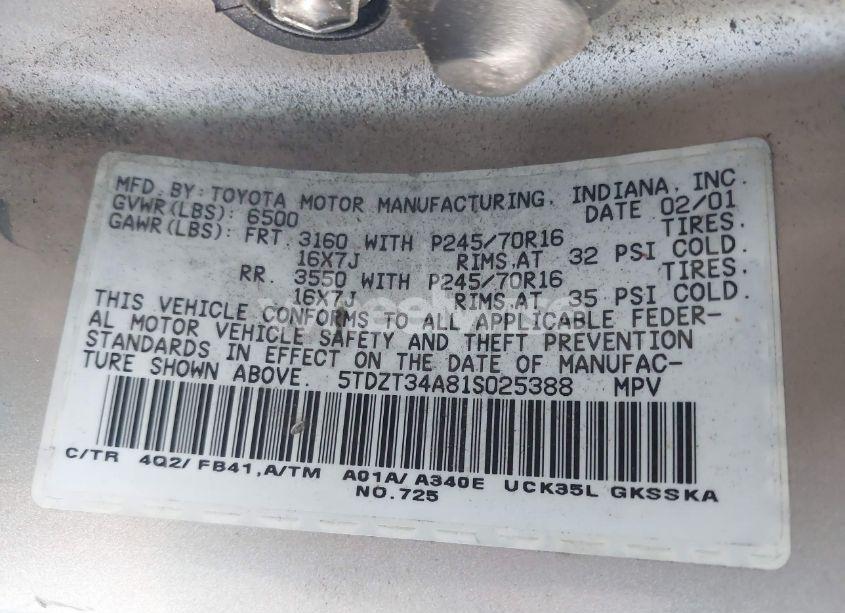 MFD. BY: TOYOTA MOTOR MANUFACTURING, INDIANA, INC.
GVWR(LBS): 6500 DATE 02/01
GAWR(LBS): FRT. 3160 WITH P245/70R16 TIRES.
16X7J RIMS.AT 32 PSI COLD.
RR. 3550 WITH P245/70R16 TIRES.
16X7J RIMS.AT 35 PSI COLD.
THIS VEHICLE CONFORMS TO ALL APPLICABLE FEDER-
AL MOTOR VEHICLE SAFETY AND THEFT PREVENTION
STANDARDS IN EFFECT ON THE DATE OF MANUFAC-
TURE SHOWN ABOVE. 5TDZT34A81S025388 MPV
C/TR 4Q2/ FB41,A/TM A01A/ A340E UCK35L GKSSKA
NO.725